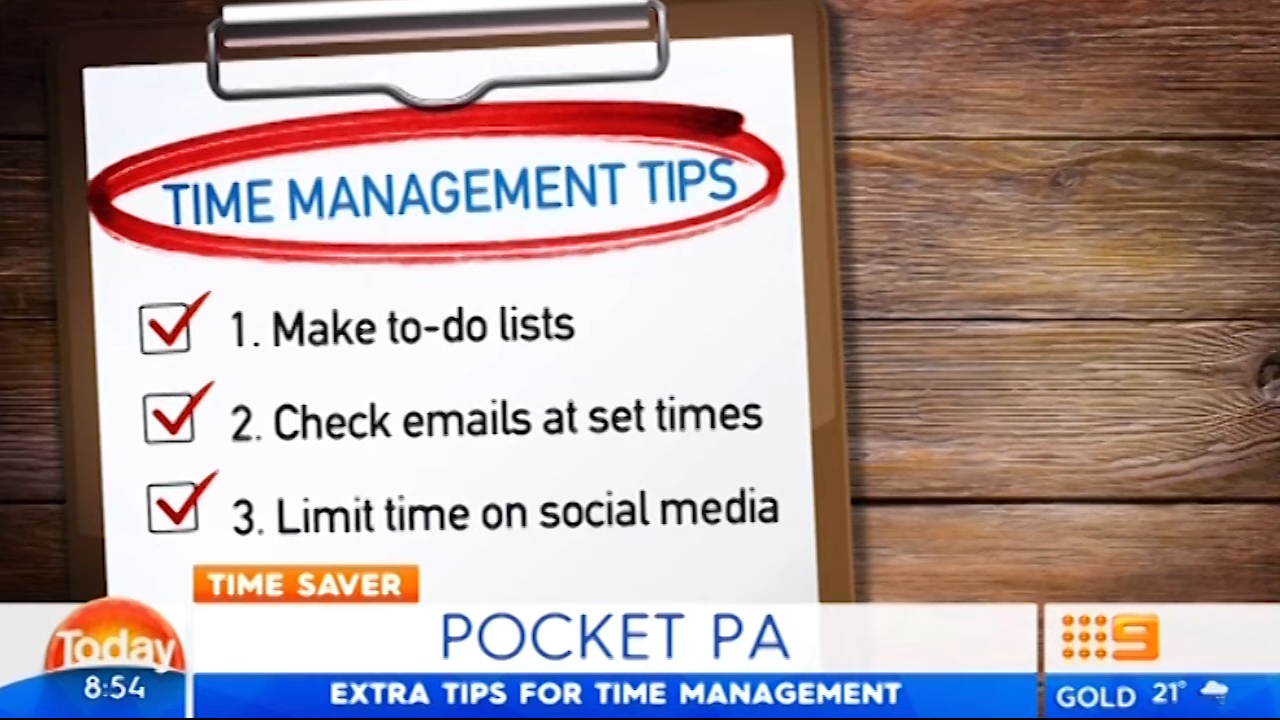 TIME MANAGEMENT TIPS
1. Make to-do lists
2. Check emails at set times
3. Limit time on social media
TIME SAVER
POCKET PA
Today
9
8:54
EXTRA TIPS FOR TIME MANAGEMENT
GOLD 21°